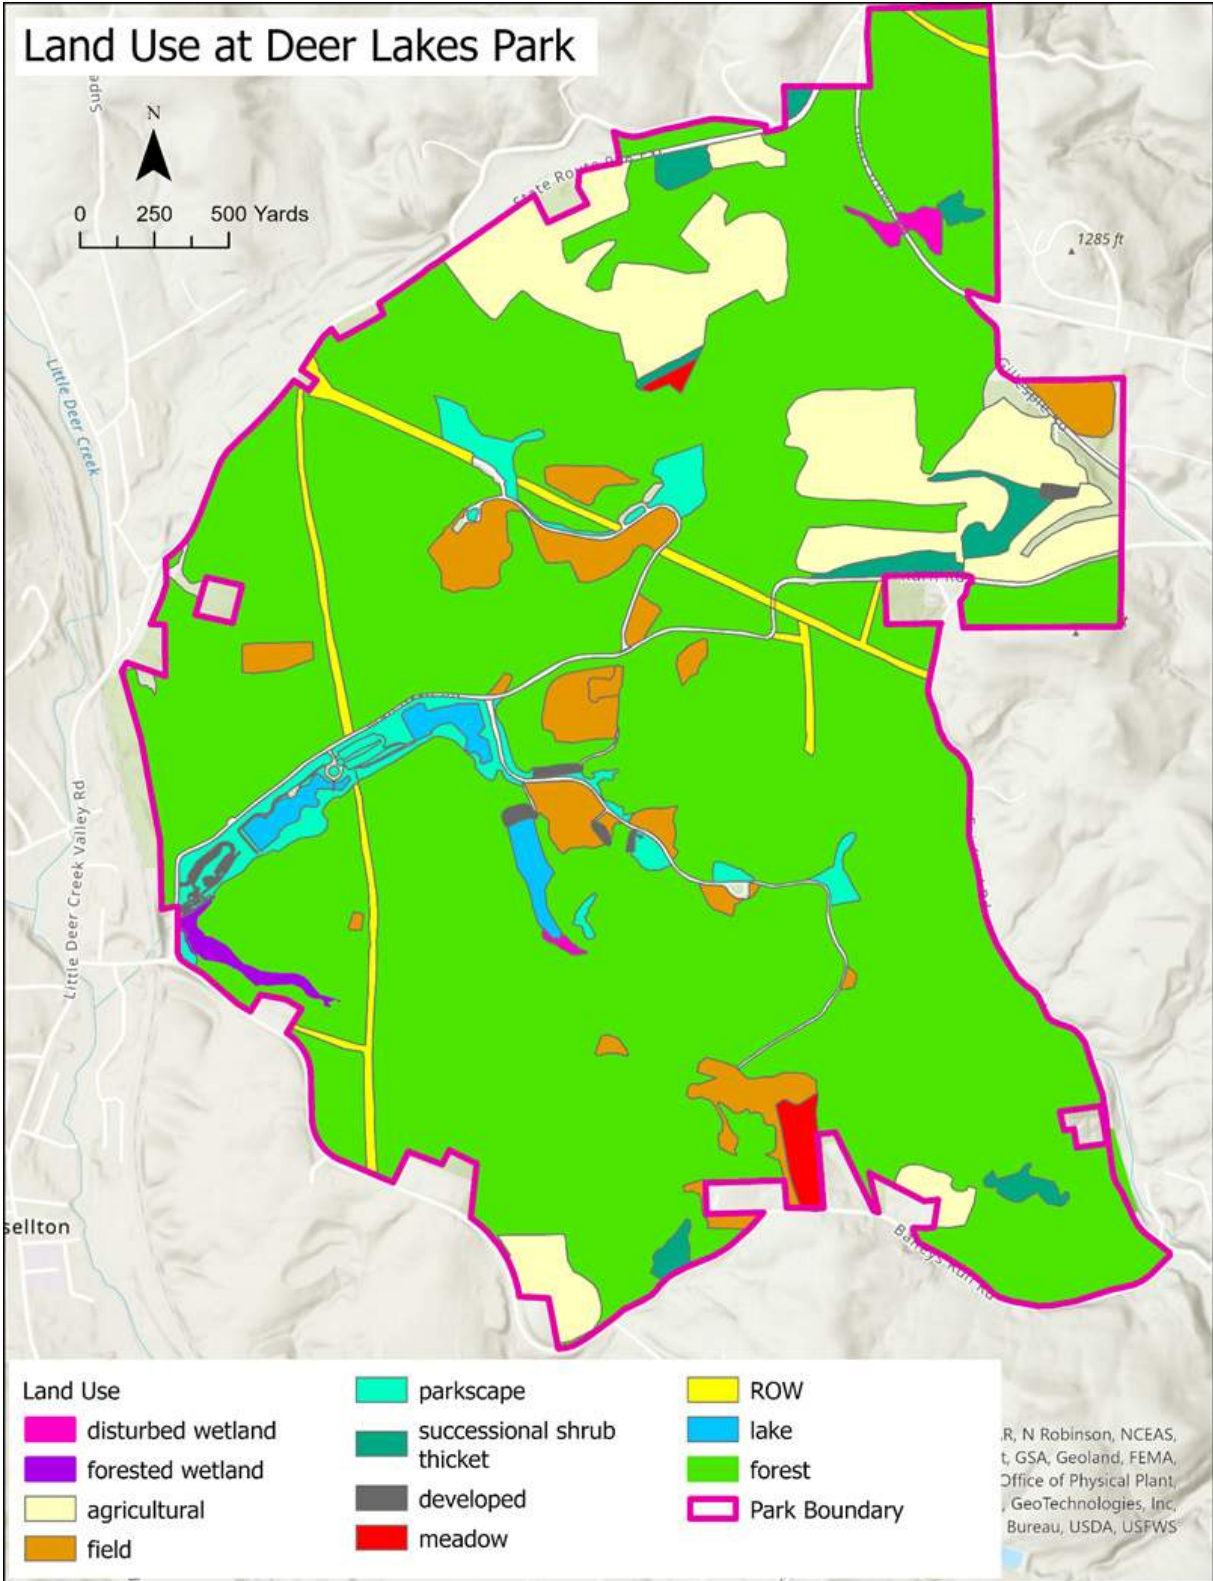 Land Use at Deer Lakes Park
N
0 250 500 Yards
State Route
1285 ft
Little Deer Creek
Gillespie Rd
Little Deer Creek Valley Rd
sellton
Baileys Run Rd
Land Use
disturbed wetland
forested wetland
agricultural
field
parkscape
successional shrub
thicket
developed
meadow
ROW
lake
forest
Park Boundary
R, N Robinson, NCEAS,
t, GSA, Geoland, FEMA,
Office of Physical Plant,
, GeoTechnologies, Inc,
Bureau, USDA, USFWS